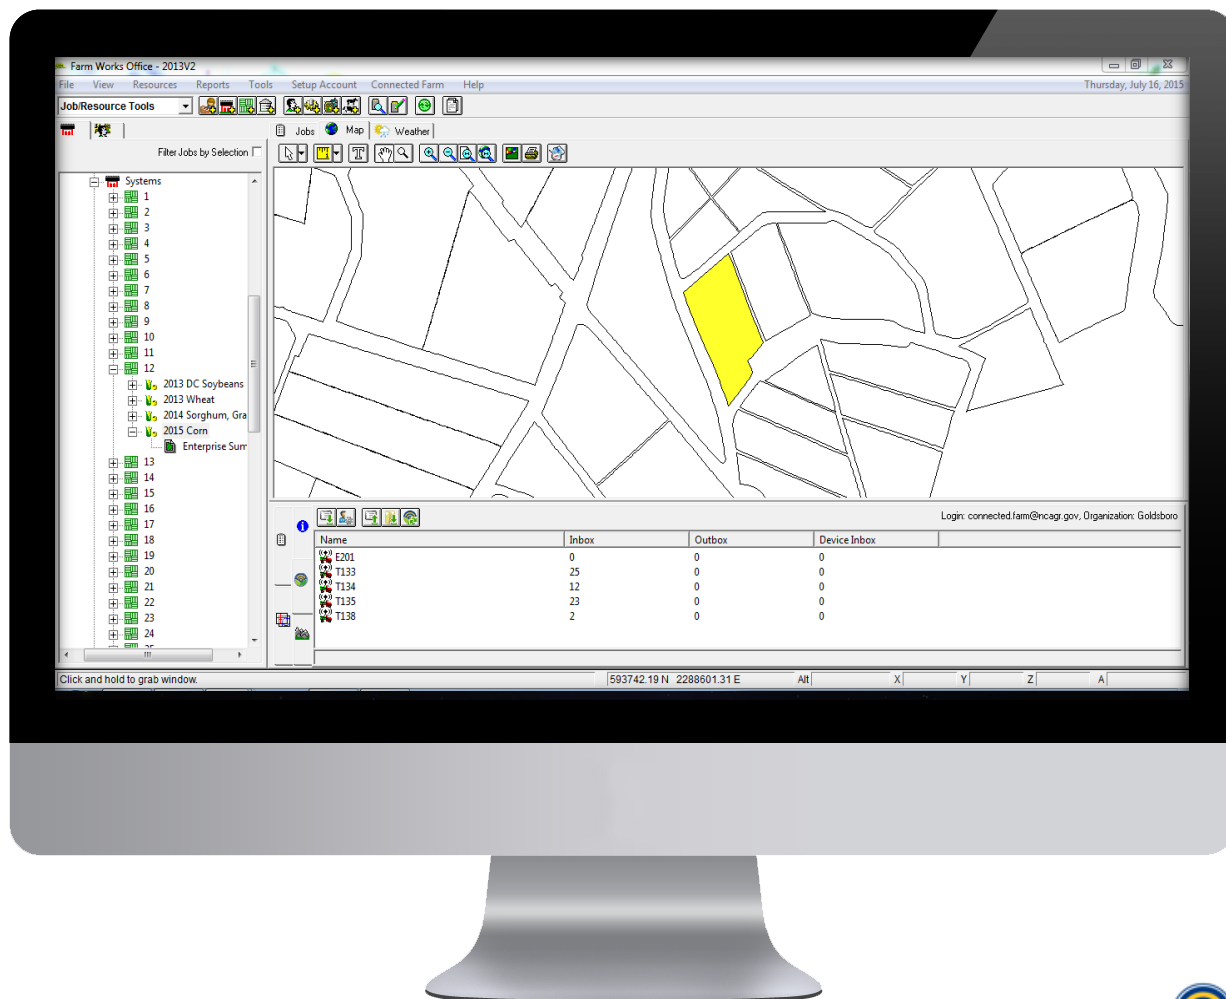 Farm Works Office - 2013V2
File View Resources Reports Tools Setup Account Connected Farm Help Thursday, July 16, 2015
Job/Resource Tools
Jobs Map Weather
Filter Jobs by Selection
Systems
1
2
3
4
5
6
7
8
9
10
11
12
2013 DC Soybeans
2013 Wheat
2014 Sorghum, Gra
2015 Corn
Enterprise Sum
13
14
15
16
17
18
19
20
21
22
23
24
Login: connected.farm@ncagr.gov, Organization: Goldsboro
Name Inbox Outbox Device Inbox
E201 0 0 0
T133 25 0 0
T134 12 0 0
T135 23 0 0
T138 2 0 0
Click and hold to grab window. 593742.19 N 2288601.31 E Alt X Y Z A